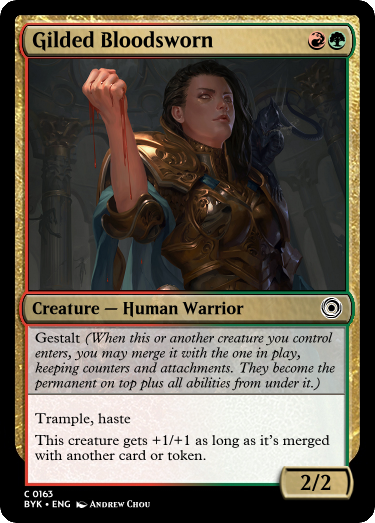 Gilded Bloodsworn
Creature — Human Warrior
Gestalt (When this or another creature you control
enters, you may merge it with the one in play,
keeping counters and attachments. They become the
permanent on top plus all abilities from under it.)
Trample, haste
This creature gets +1/+1 as long as it's merged
with another card or token.
2/2
C 0163
BYK • ENG Andrew Chou